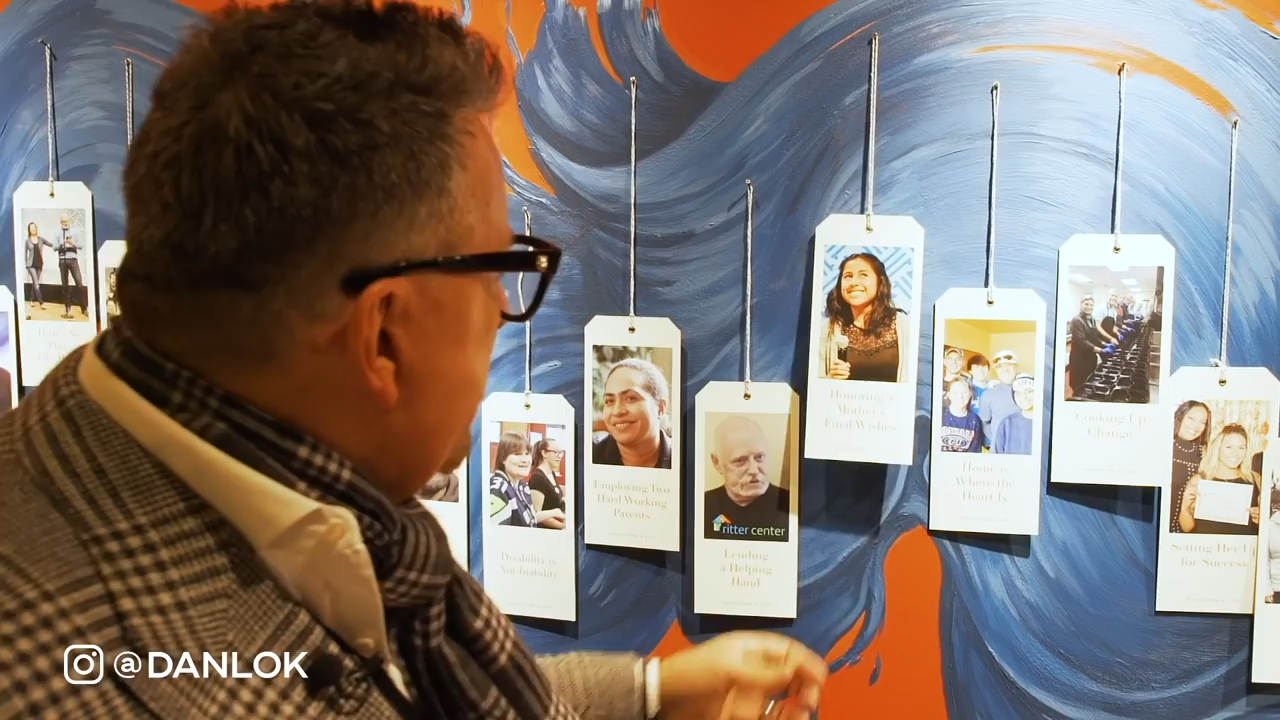 Disability is
Not Inability
Employing Two
Hard Working
Parents
ritter center
Lending
a Helping
Hand
Honoring a
Mother's
Final Wishes
Home is
Where the
Heart Is
Cooking Up
Change
Setting Her Up
for Success
@DANLOK